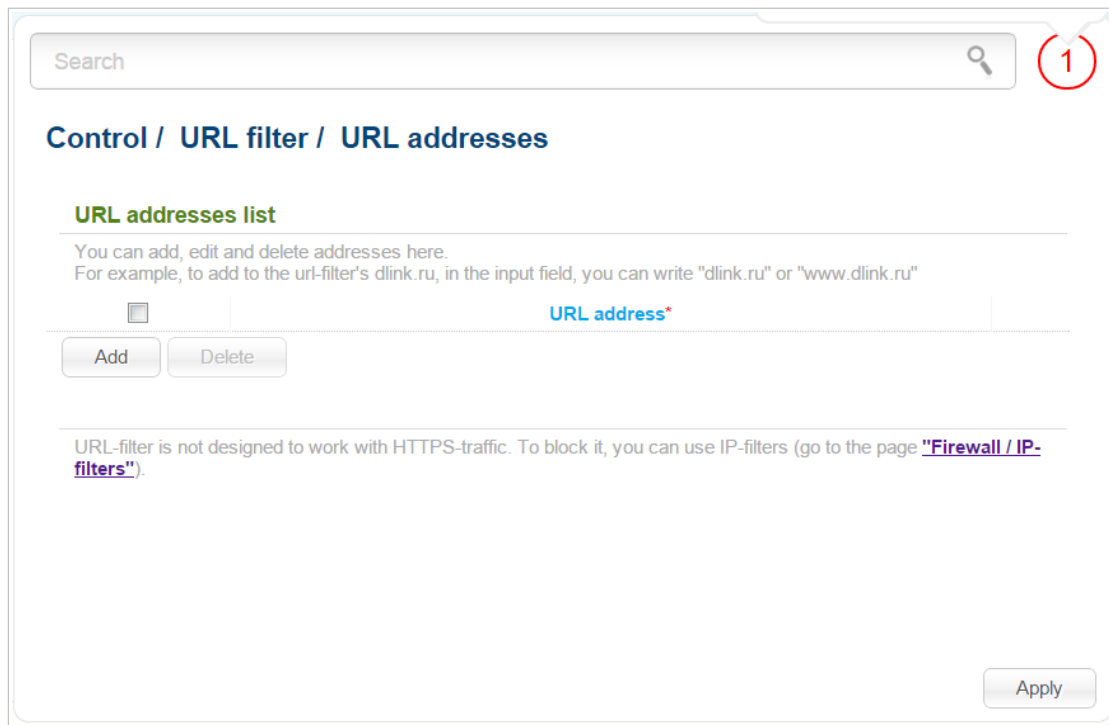 Search
1
Control / URL filter / URL addresses
URL addresses list
You can add, edit and delete addresses here.
For example, to add to the url-filter's dlink.ru, in the input field, you can write "dlink.ru" or "www.dlink.ru"
URL address*
Add Delete
URL-filter is not designed to work with HTTPS-traffic. To block it, you can use IP-filters (go to the page "Firewall / IP-
filters").
Apply